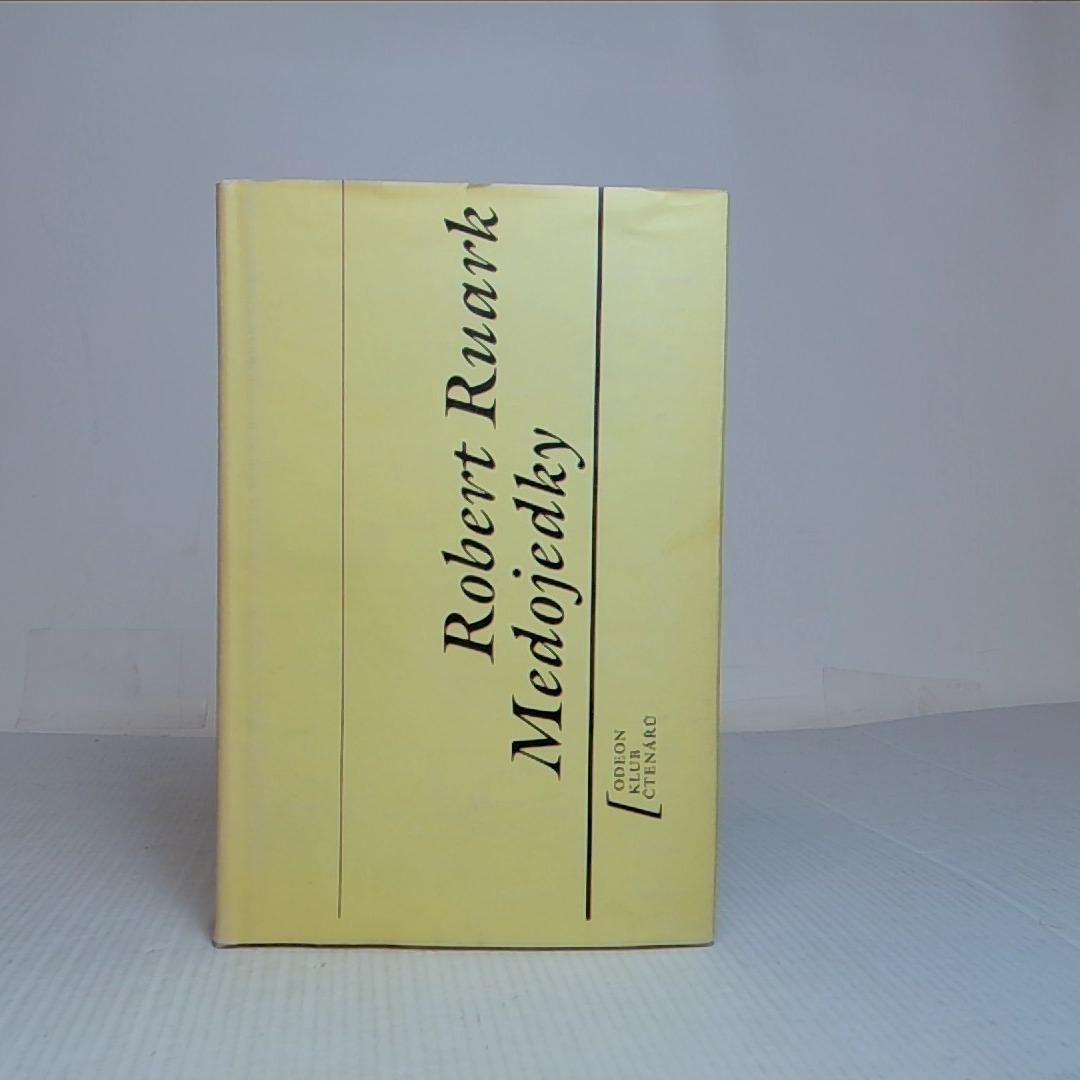 Robert Ruark
Medojedky
ODEON
KLUB
ČTENÁŘŮ